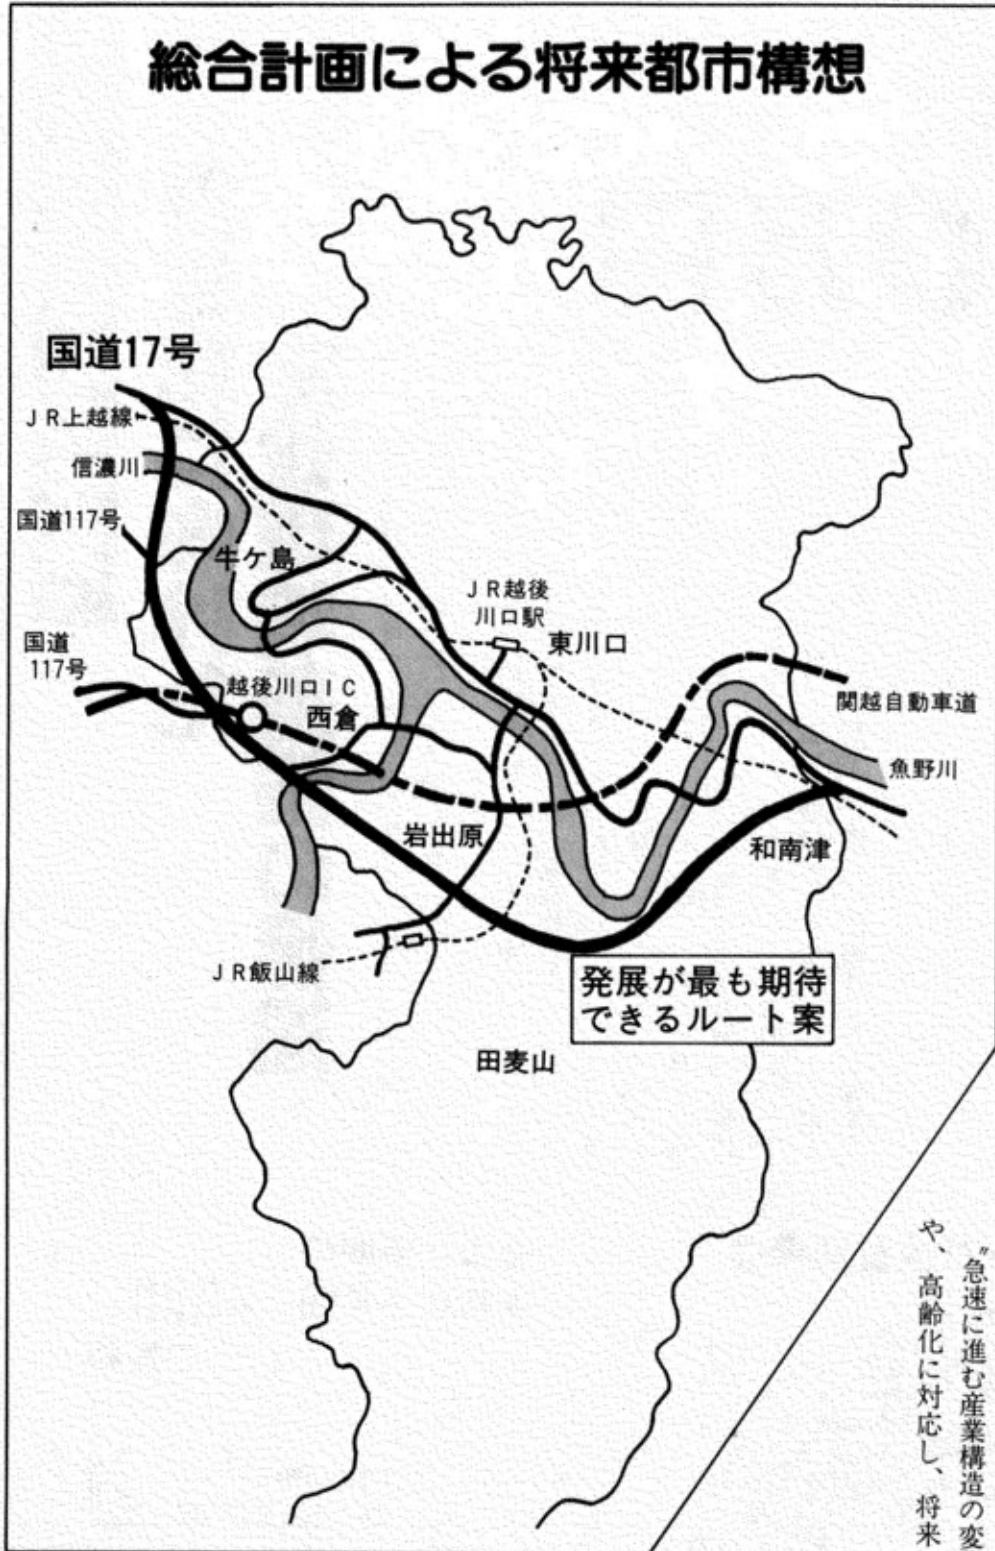 総合計画による将来都市構想
国道17号
JR上越線
信濃川
国道117号
牛ケ島
JR越後
川口駅
東川口
国道
117号
越後川口IC
西倉
関越自動車道
魚野川
岩出原
和南津
JR飯山線
発展が最も期待
できるルート案
田麦山
〝急速に進む産業構造の変
や、高齢化に対応し、将来